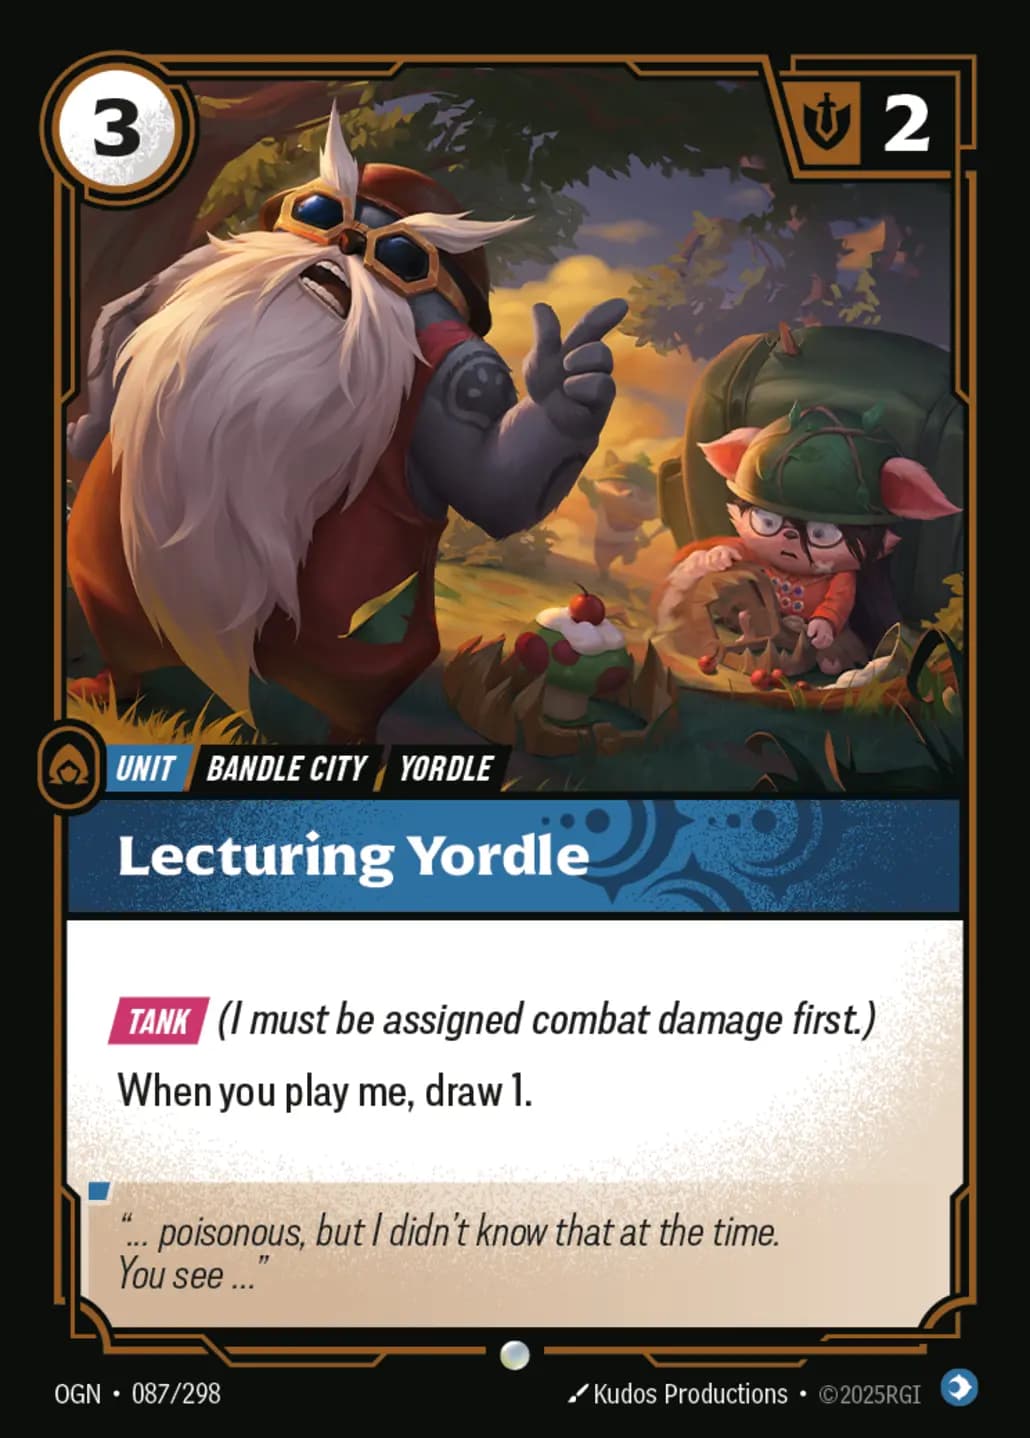 3
2
UNIT BANDLE CITY YORDLE
Lecturing Yordle
TANK (I must be assigned combat damage first.)
When you play me, draw 1.
“... poisonous, but I didn’t know that at the time.
You see ...”
OGN • 087/298
Kudos Productions • ©2025RGI